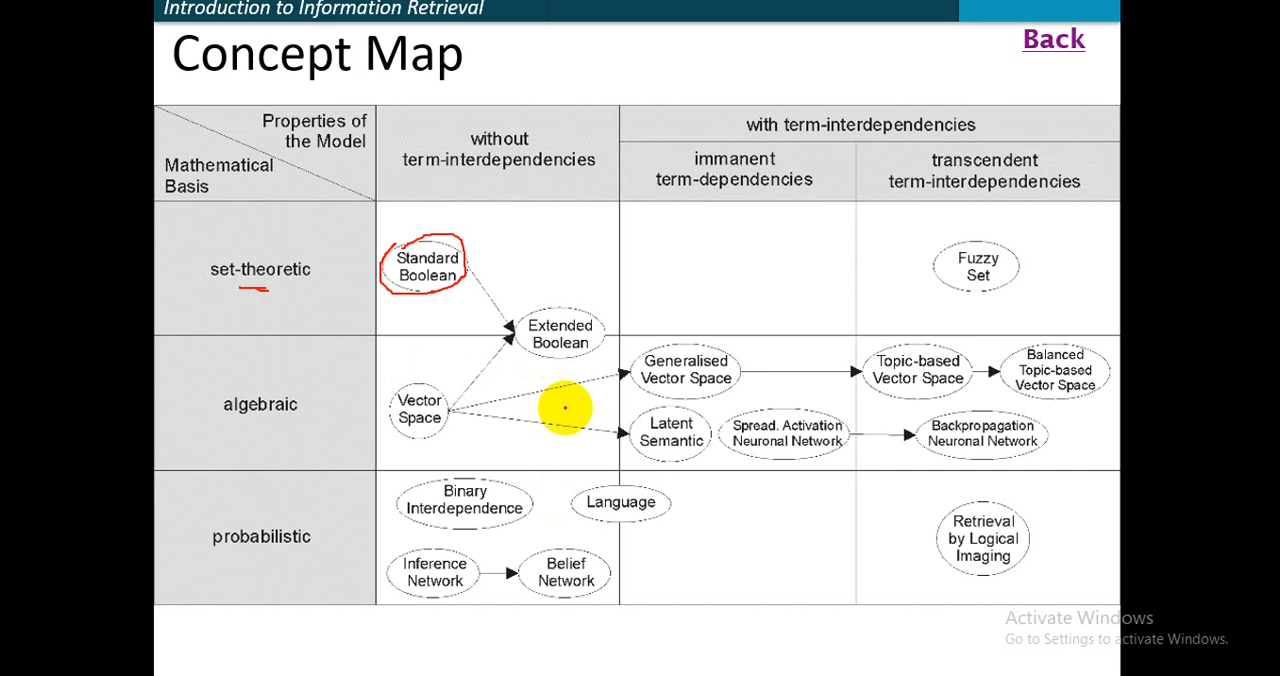 Introduction to Information Retrieval
Concept Map
Back
Properties of
the Model
Mathematical
Basis
without
term-interdependencies
with term-interdependencies
immanent
term-dependencies
transcendent
term-interdependencies
set-theoretic
Standard
Boolean
Extended
Boolean
Fuzzy
Set
algebraic
Vector
Space
Generalised
Vector Space
Topic-based
Vector Space
Balanced
Topic-based
Vector Space
Latent
Semantic
Spread. Activation
Neuronal Network
Backpropagation
Neuronal Network
probabilistic
Binary
Interdependence
Language
Inference
Network
Belief
Network
Retrieval
by Logical
Imaging
Activate Windows
Go to Settings to activate Windows.